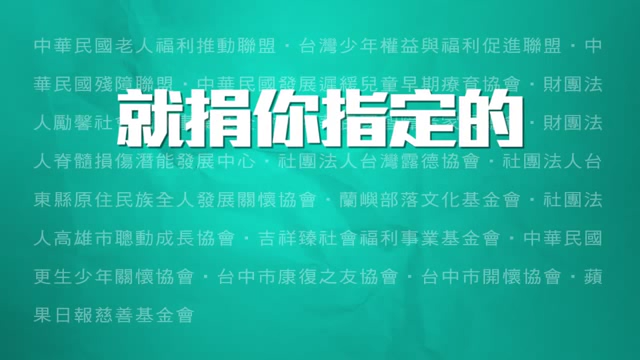 中華民國老人福利推動聯盟・台灣少年權益與福利促進聯盟・中
華民國殘障聯盟・中華民國發展遲緩兒童早期療育協會・財團法
就捐你指定的
人勵馨社會
財團法
人脊髓損傷潛能發展中心・社團法人台灣露德協會・社團法人台
東縣原住民族全人發展關懷協會・蘭嶼部落文化基金會・社團法
人高雄市聰動成長協會・吉祥臻社會福利事業基金會・中華民國
更生少年關懷協會・台中市康復之友協會・台中市開懷協會・蘋
果日報慈善基金會